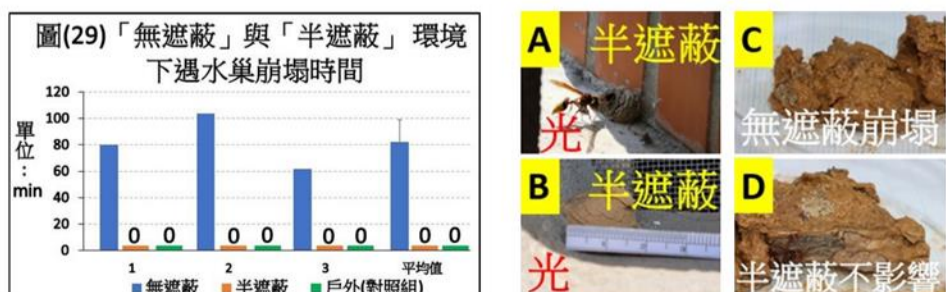 圖(29)「無遮蔽」與「半遮蔽」 環境
下遇水巢崩塌時間
單位：min
120
100
80
60
40
20
0
0 0 0 0 0 0 0 0
1 2 3 平均值
無遮蔽 半遮蔽 戶外(對照組)
A 半遮蔽
光
B 半遮蔽
光
C
無遮蔽崩塌
D
半遮蔽不影響